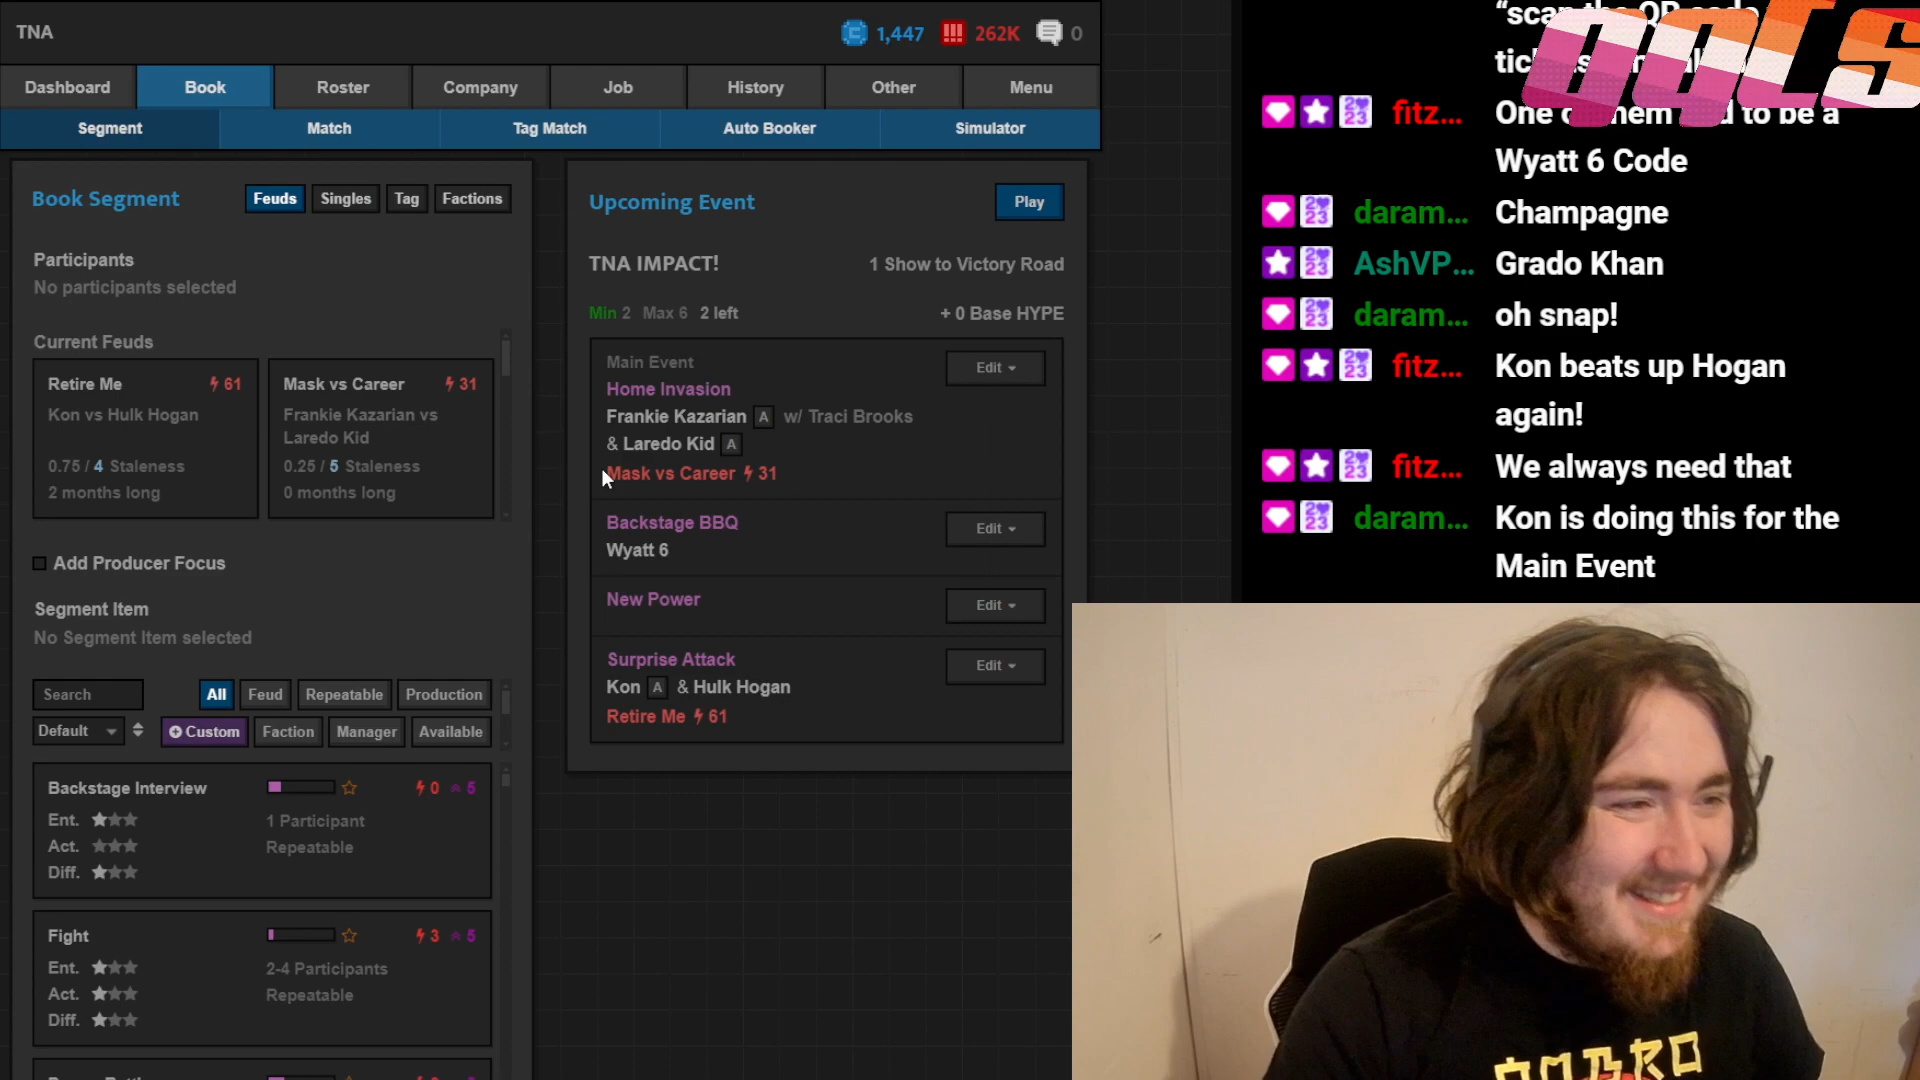 TNA
1,447
262K
0
Dashboard
Book
Roster
Company
Job
History
Other
Menu
Segment
Match
Tag Match
Auto Booker
Simulator
Book Segment
Feuds
Singles
Tag
Factions
Participants
No participants selected
Current Feuds
Retire Me 61
Kon vs Hulk Hogan
0.75 / 4 Staleness
2 months long
Mask vs Career 31
Frankie Kazarian vs
Laredo Kid
0.25 / 5 Staleness
0 months long
Add Producer Focus
Segment Item
No Segment Item selected
Search
All
Feud
Repeatable
Production
Default
Custom
Faction
Manager
Available
Backstage Interview 0 5
Ent. 1 Participant
Act. Repeatable
Diff.
Fight 3 5
Ent. 2-4 Participants
Act. Repeatable
Diff.
Upcoming Event
Play
TNA IMPACT!
1 Show to Victory Road
Min 2 Max 6 2 left
+ 0 Base HYPE
Main Event
Edit
Home Invasion
Frankie Kazarian A w/ Traci Brooks
& Laredo Kid A
Mask vs Career 31
Backstage BBQ
Edit
Wyatt 6
New Power
Edit
Surprise Attack
Edit
Kon A & Hulk Hogan
Retire Me 61
fitz...
One to be a
Wyatt 6 Code
daram... Champagne
AshVP... Grado Khan
daram... oh snap!
fitz... Kon beats up Hogan
again!
fitz... We always need that
daram... Kon is doing this for the
Main Event